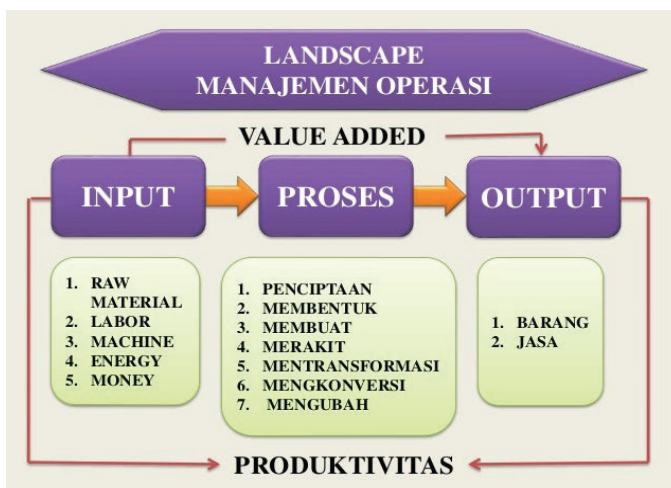 LANDSCAPE
MANAJEMEN OPERASI
VALUE ADDED
INPUT
PROSES
OUTPUT
1. RAW
MATERIAL
2. LABOR
3. MACHINE
4. ENERGY
5. MONEY
1. PENCIPTAAN
2. MEMBENTUK
3. MEMBUAT
4. MERAKIT
5. MENTRANSFORMASI
6. MENGKONVERSI
7. MENGUBAH
1. BARANG
2. JASA
PRODUKTIVITAS